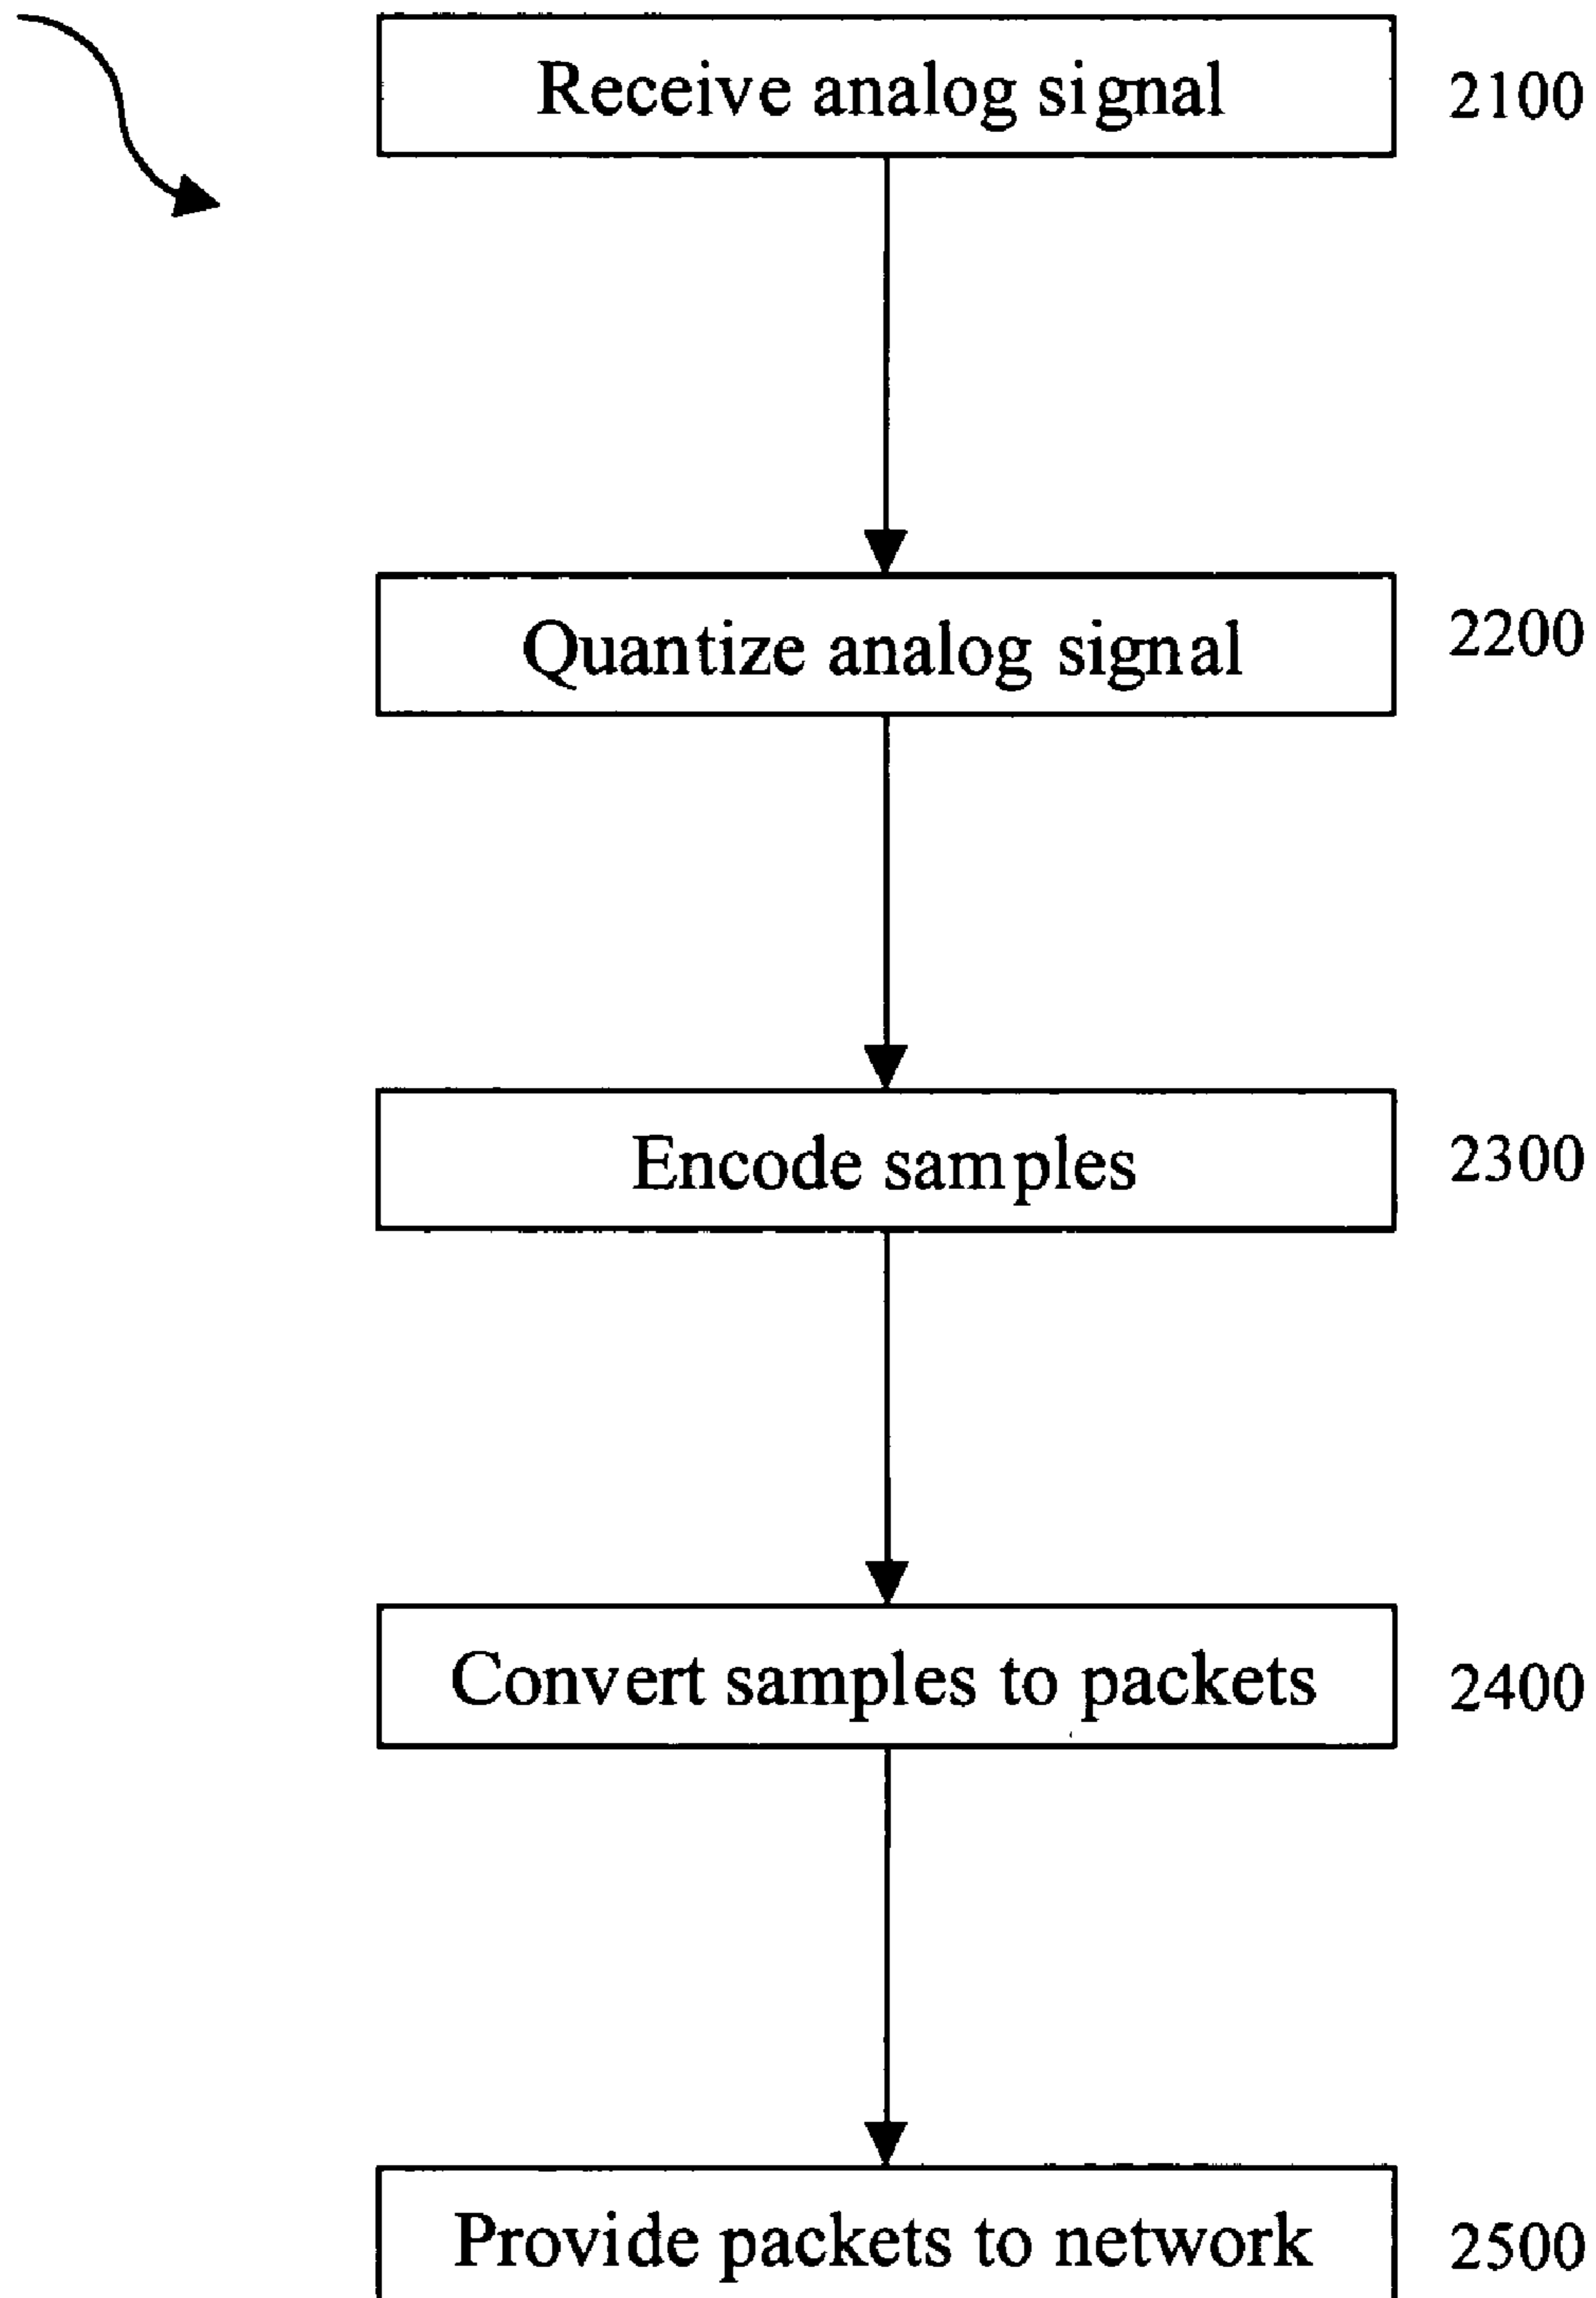 Receive analog signal 2100
Quantize analog signal 2200
Encode samples 2300
Convert samples to packets 2400
Provide packets to network 2500